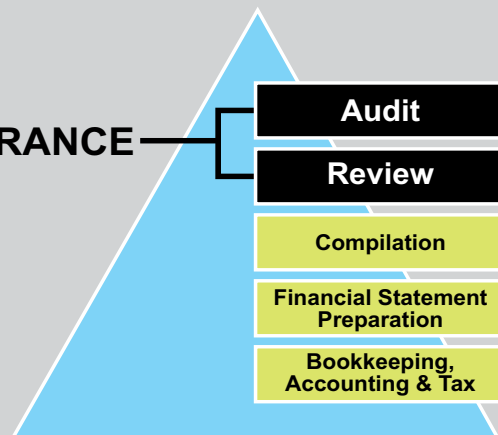 RANCE
Audit
Review
Compilation
Financial Statement
Preparation
Bookkeeping,
Accounting & Tax